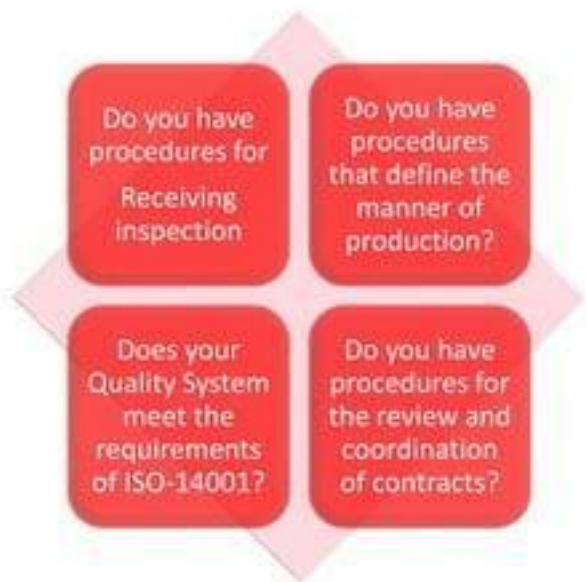 Do you have
procedures for
Receiving
inspection
Do you have
procedures
that define the
manner of
production?
Does your
Quality System
meet the
requirements
of ISO-14001?
Do you have
procedures for
the review and
coordination
of contracts?